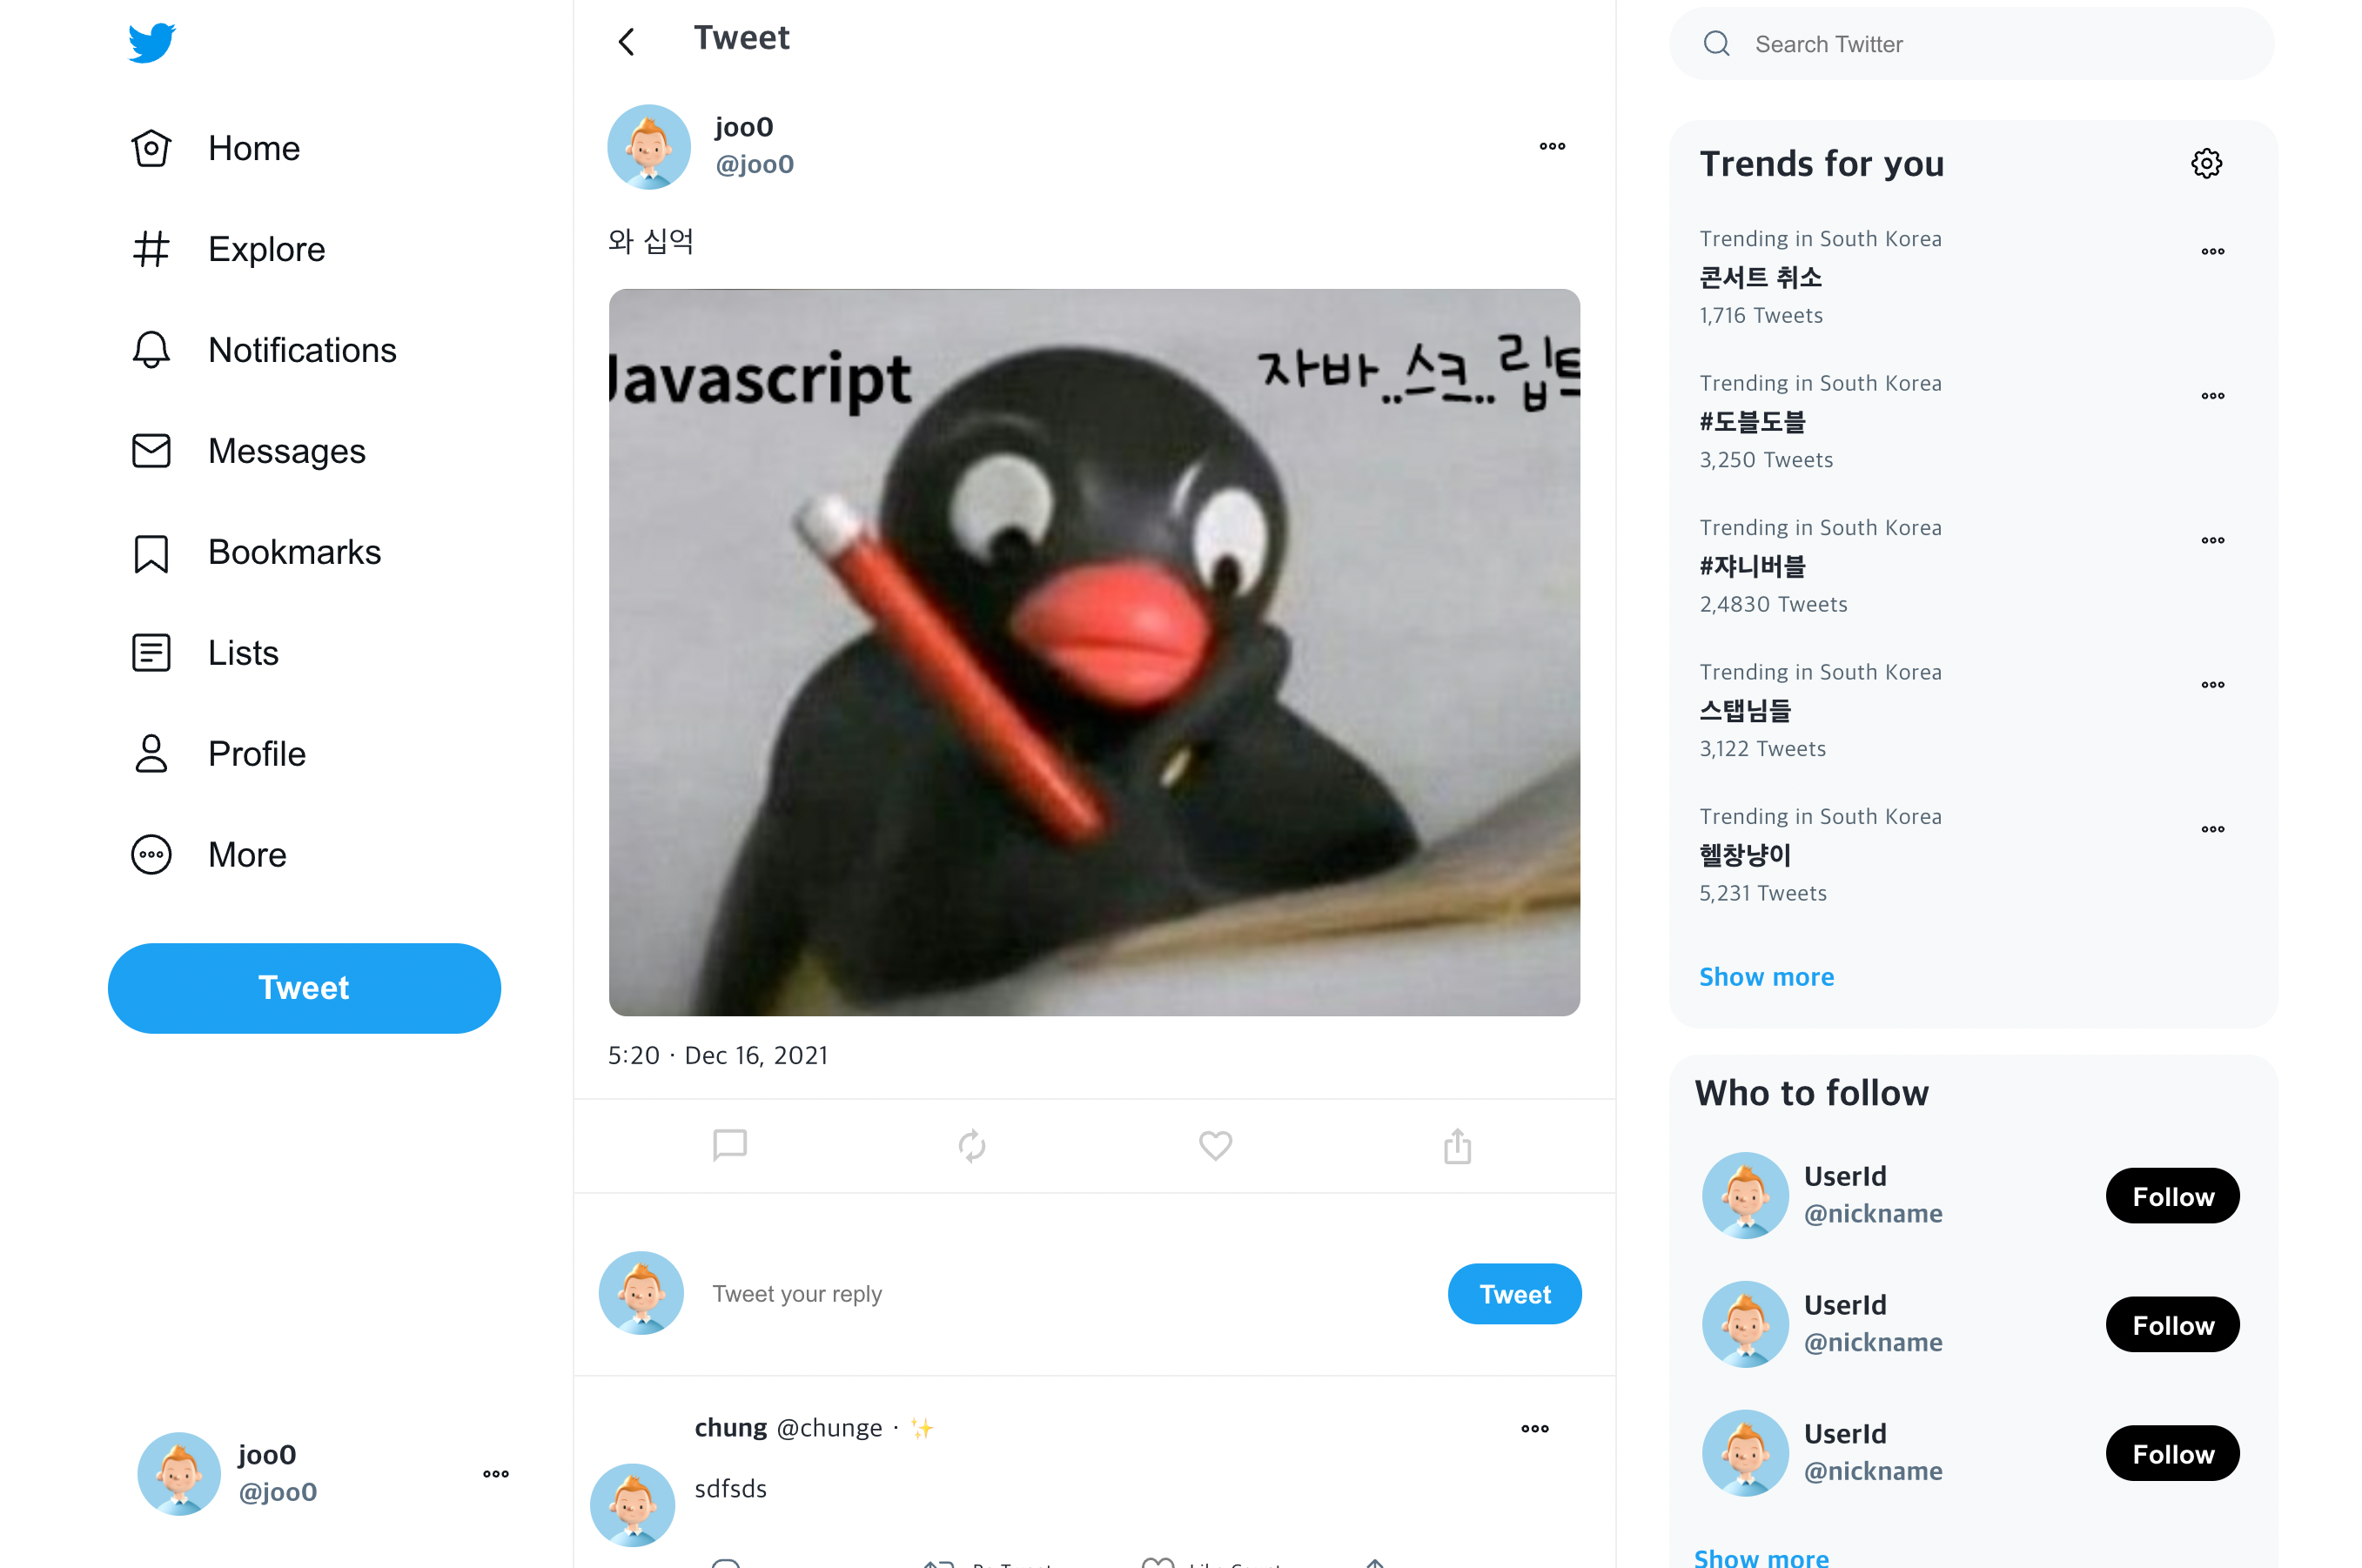 Home
Explore
Notifications
Messages
Bookmarks
Lists
Profile
More
Tweet
joo0
@joo0
Tweet
joo0
@joo0
와 십억
Javascript
자바..스크..립트
5:20 · Dec 16, 2021
Tweet your reply
Tweet
chung @chunge · ✨
sdfsds
Search Twitter
Trends for you
Trending in South Korea
콘서트 취소
1,716 Tweets
Trending in South Korea
#도블도블
3,250 Tweets
Trending in South Korea
#쟈니버블
2,4830 Tweets
Trending in South Korea
스탭님들
3,122 Tweets
Trending in South Korea
헬창냥이
5,231 Tweets
Show more
Who to follow
UserId
@nickname
Follow
UserId
@nickname
Follow
UserId
@nickname
Follow
Show more